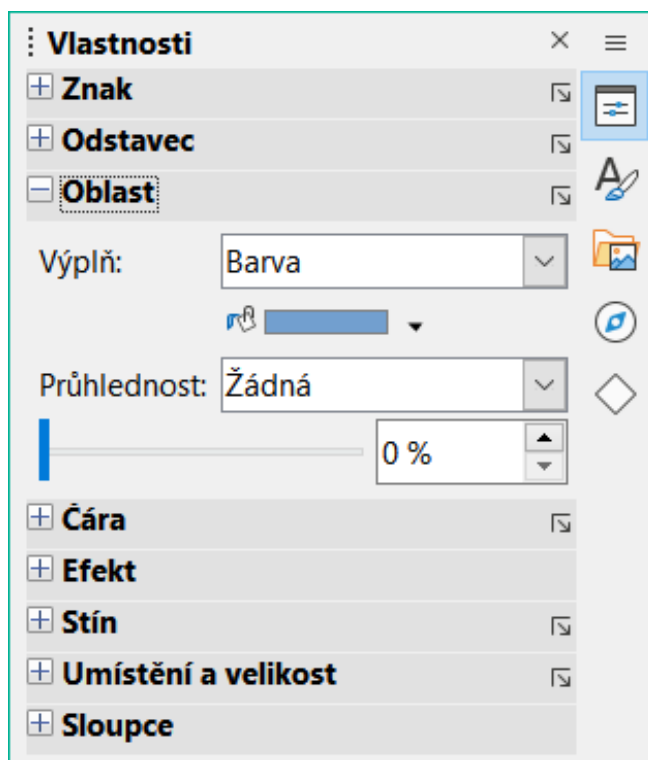 Vlastnosti
Znak
Odstavec
Oblast
Výplň: Barva
Průhlednost: Žádná
0 %
Čára
Efekt
Stín
Umístění a velikost
Sloupce